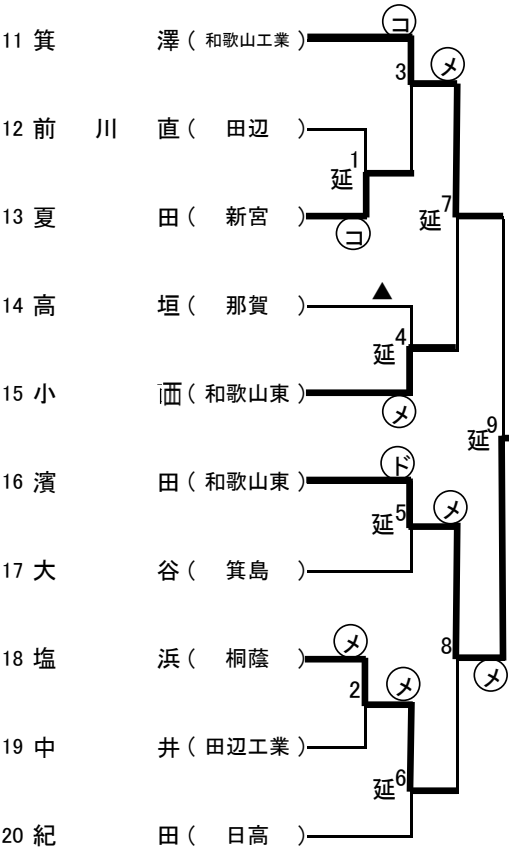 コ
11 箕 澤 ( 和歌山工業 )
3 メ
12 前 川 直 ( 田辺 )
1
延
13 夏 田 ( 新宮 )
7
延
コ
14 高 垣 ( 那賀 ) ▲
4
延
15 小 ( 和歌山東 )
メ
9
延
ド
16 濱 田 ( 和歌山東 )
メ
5
延
17 大 谷 ( 箕島 )
メ
18 塩 浜 ( 桐蔭 )
8
2 メ
メ
19 中 井 ( 田辺工業 )
6
延
20 紀 田 ( 日高 )